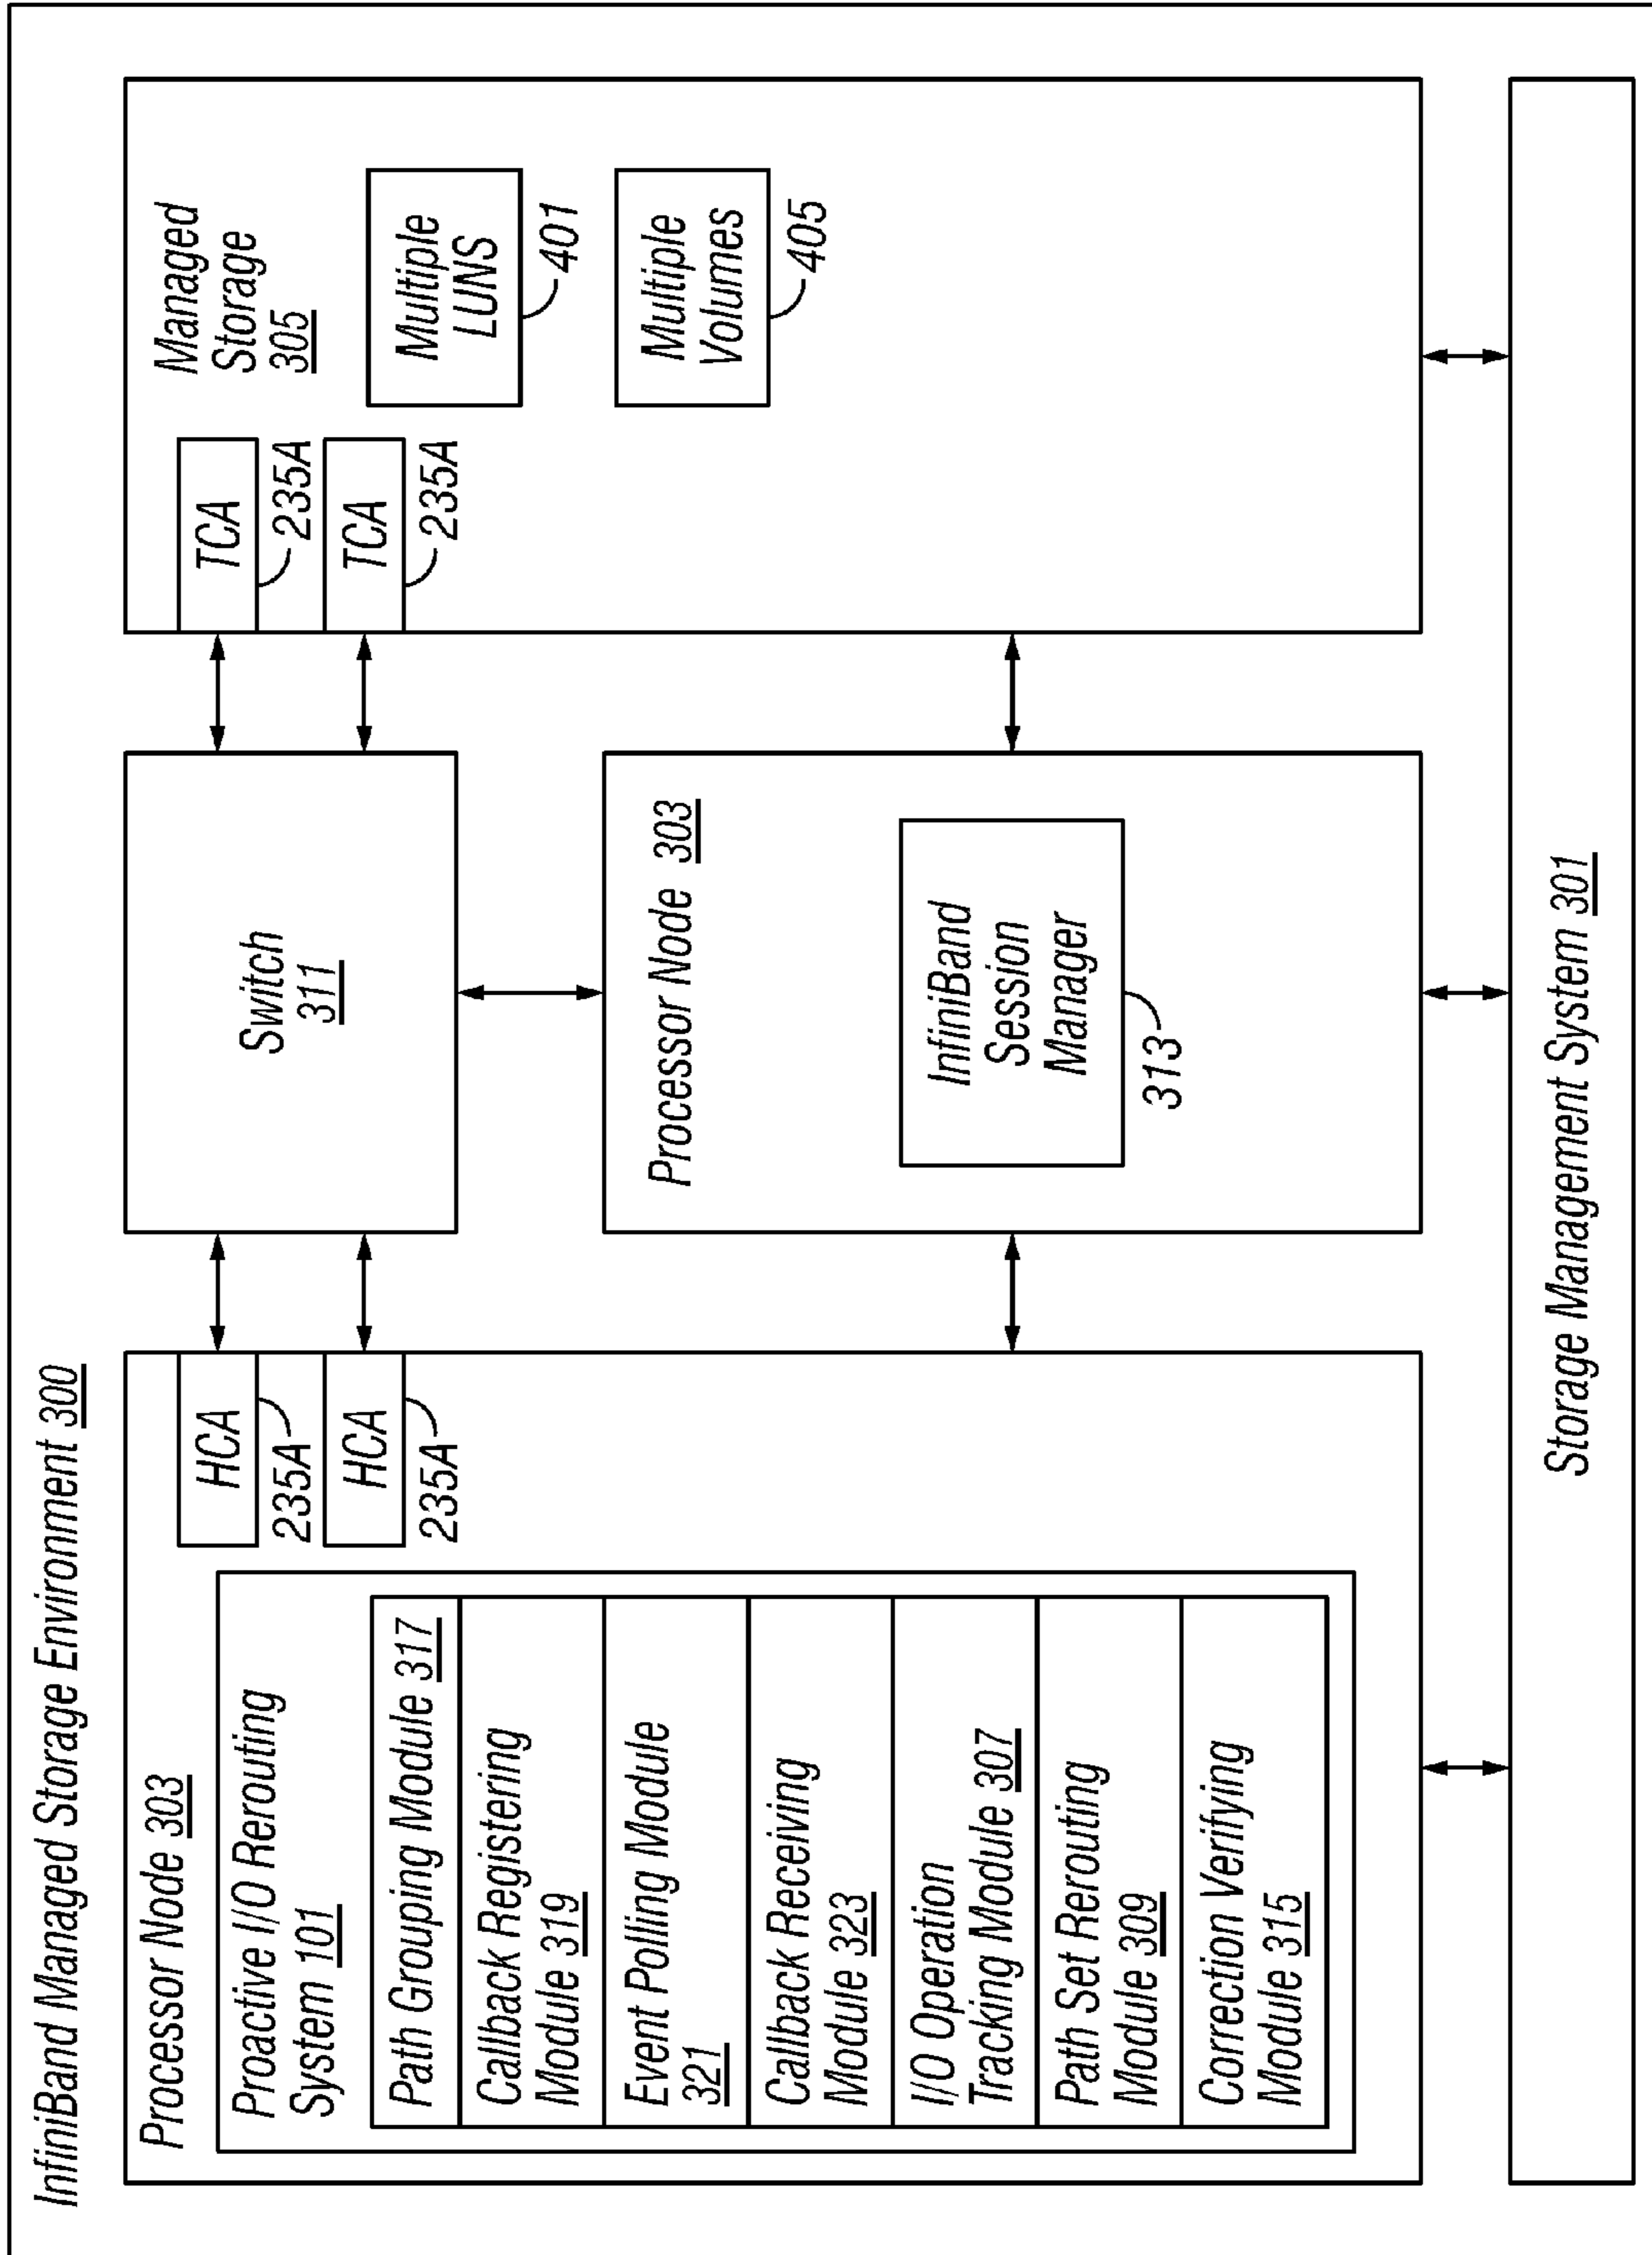 InfiniBand Managed Storage Environment 300
Processor Node 303
Proactive I/O Rerouting
System 101
Path Grouping Module 317
Callback Registering
Module 319
Event Polling Module
321
Callback Receiving
Module 323
I/O Operation
Tracking Module 307
Path Set Rerouting
Module 309
Correction Verifying
Module 315
HCA
235A
HCA
235A
Switch
311
Processor Node 303
InfiniBand
Session
Manager
313
TCA
235A
TCA
235A
Managed
Storage
305
Multiple
LUNS
401
Multiple
Volumes
405
Storage Management System 301